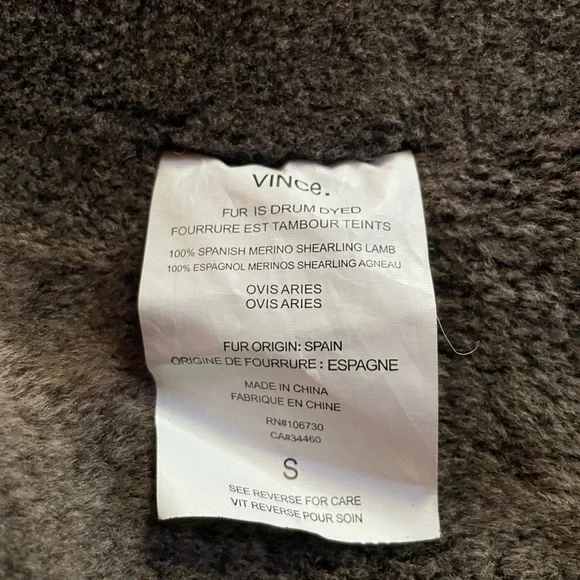 VINCe.
FUR IS DRUM DYED
FOURRURE EST TAMBOUR TEINTS
100% SPANISH MERINO SHEARLING LAMB
100% ESPAGNOL MERINOS SHEARLING AGNEAU
OVIS ARIES
OVIS ARIES
FUR ORIGIN: SPAIN
ORIGINE DE FOURRURE : ESPAGNE
MADE IN CHINA
FABRIQUE EN CHINE
RN#106730
CA#34460
S
SEE REVERSE FOR CARE
VIT REVERSE POUR SOIN